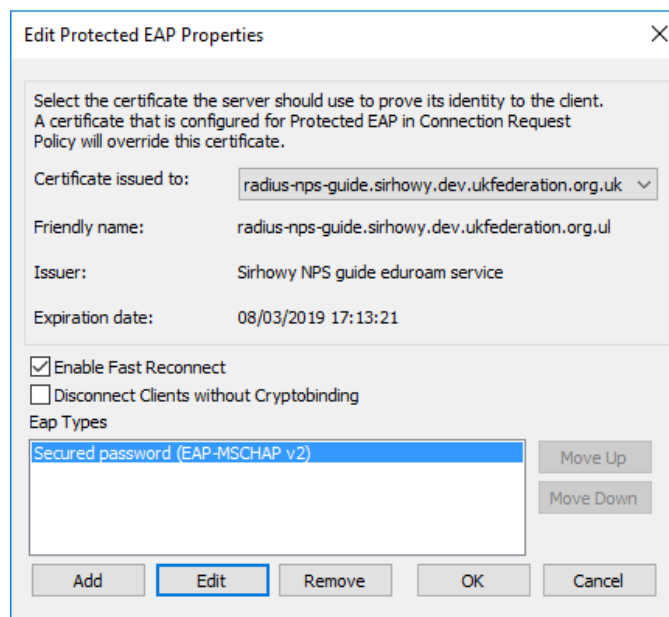 Edit Protected EAP Properties
Select the certificate the server should use to prove its identity to the client.
A certificate that is configured for Protected EAP in Connection Request
Policy will override this certificate.
Certificate issued to: radius-nps-guide.sirhowy.dev.ukfederation.org.uk
Friendly name: radius-nps-guide.sirhowy.dev.ukfederation.org.ul
Issuer: Sirhowy NPS guide eduroam service
Expiration date: 08/03/2019 17:13:21
Enable Fast Reconnect
Disconnect Clients without Cryptobinding
Eap Types
Secured password (EAP-MSCHAP v2)
Move Up
Move Down
Add Edit Remove OK Cancel